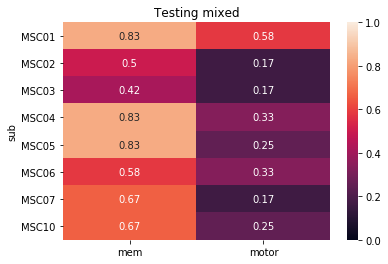 Testing mixed
MSC01 0.83 0.58
MSC02 0.5 0.17
MSC03 0.42 0.17
MSC04 0.83 0.33
MSC05 0.83 0.25
MSC06 0.58 0.33
MSC07 0.67 0.17
MSC10 0.67 0.25
sub
mem motor
1.0
0.8
0.6
0.4
0.2
0.0